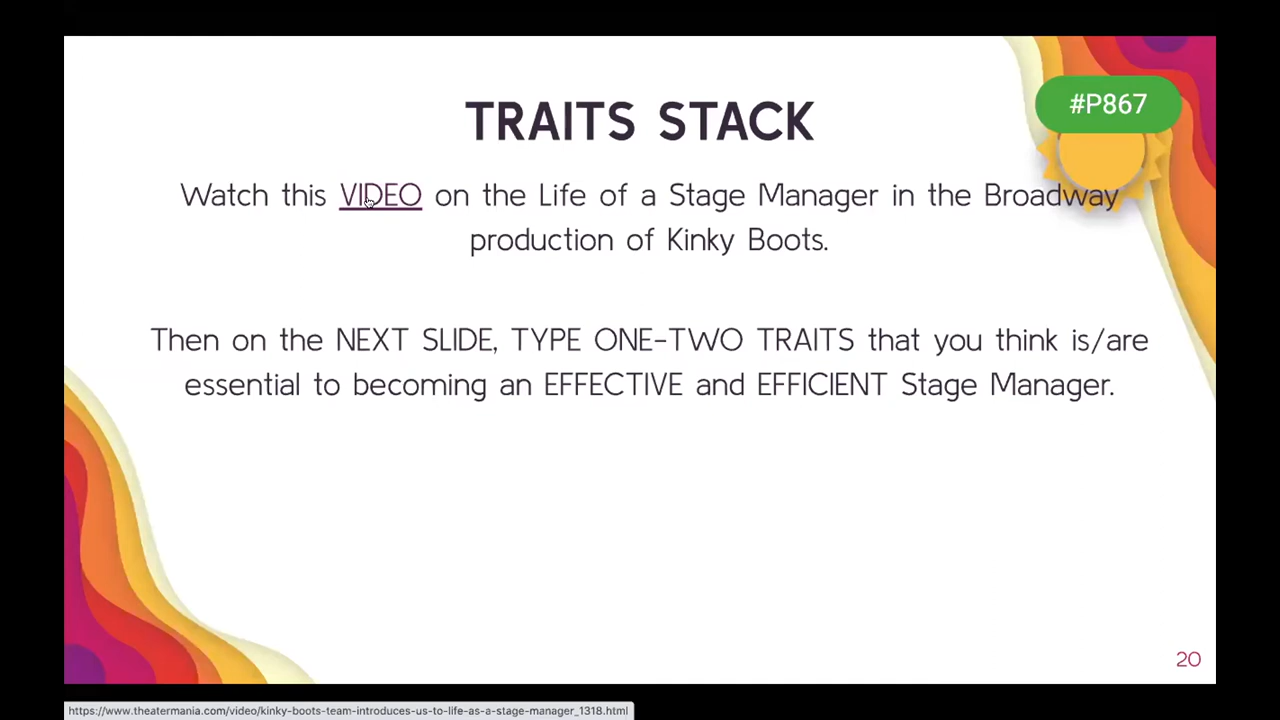 #P867
TRAITS STACK
Watch this VIDEO on the Life of a Stage Manager in the Broadway
production of Kinky Boots.
Then on the NEXT SLIDE, TYPE ONE-TWO TRAITS that you think is/are
essential to becoming an EFFECTIVE and EFFICIENT Stage Manager.
20
https://www.theatermania.com/video/kinky-boots-team-introduces-us-to-life-as-a-stage-manager_1318.html